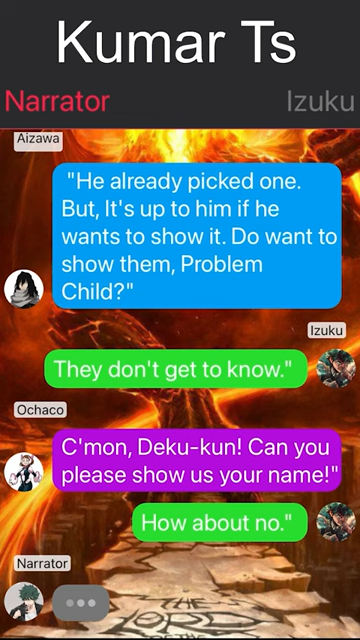 Kumar Ts
Narrator
Izuku
Aizawa
"He already picked one.
But, It's up to him if he
wants to show it. Do want to
show them, Problem
Child?"
Izuku
They don't get to know."
Ochaco
C'mon, Deku-kun! Can you
please show us your name!"
How about no."
Narrator
THE
LORD